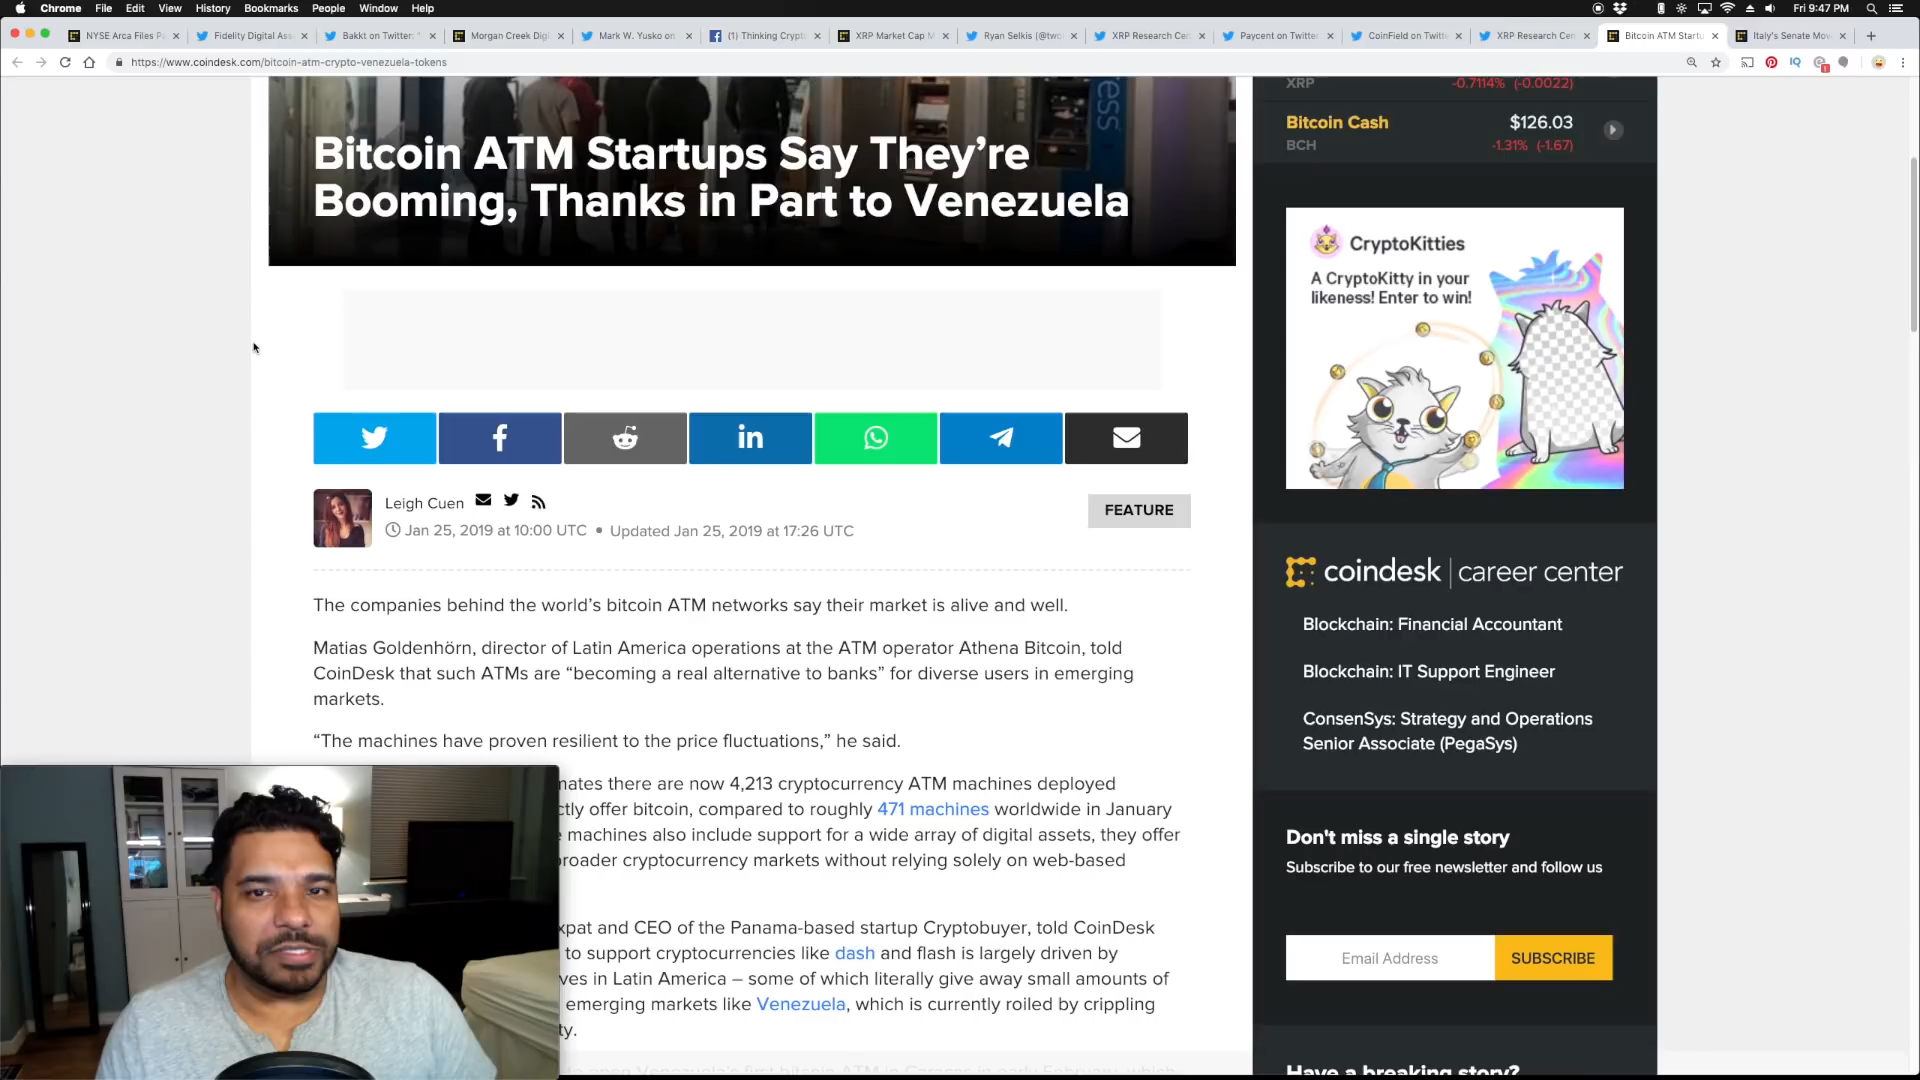 Chrome File Edit View History Bookmarks People Window Help
Fri 9:47 PM
NYSE Arca Files P
Fidelity Digital Ass
Bakkt on Twitter:
Morgan Creek Digi
Mark W. Yusko on
(1) Thinking Crypt
XRP Market Cap M
Ryan Selkis (@two
XRP Research Cen
Paycent on Twitter
CoinField on Twitt
XRP Research Cen
Bitcoin ATM Startu
Italy's Senate Mov
https://www.coindesk.com/bitcoin-atm-crypto-venezuela-tokens
Bitcoin ATM Startups Say They're
Booming, Thanks in Part to Venezuela
Leigh Cuen
Jan 25, 2019 at 10:00 UTC • Updated Jan 25, 2019 at 17:26 UTC
FEATURE
The companies behind the world's bitcoin ATM networks say their market is alive and well.
Matias Goldenhörn, director of Latin America operations at the ATM operator Athena Bitcoin, told
CoinDesk that such ATMs are “becoming a real alternative to banks” for diverse users in emerging
markets.
“The machines have proven resilient to the price fluctuations,” he said.
mates there are now 4,213 cryptocurrency ATM machines deployed
ctly offer bitcoin, compared to roughly 471 machines worldwide in January
machines also include support for a wide array of digital assets, they offer
broader cryptocurrency markets without relying solely on web-based
xpat and CEO of the Panama-based startup Cryptobuyer, told CoinDesk
to support cryptocurrencies like dash and flash is largely driven by
ves in Latin America – some of which literally give away small amounts of
emerging markets like Venezuela, which is currently roiled by crippling
ty.
XRP -0.7114% (-0.0022)
Bitcoin Cash $126.03
BCH -1.31% (-1.67)
CryptoKitties
A CryptoKitty in your
likeness! Enter to win!
coindesk | career center
Blockchain: Financial Accountant
Blockchain: IT Support Engineer
ConsenSys: Strategy and Operations
Senior Associate (PegaSys)
Don't miss a single story
Subscribe to our free newsletter and follow us
Email Address SUBSCRIBE
Have a breaking story?